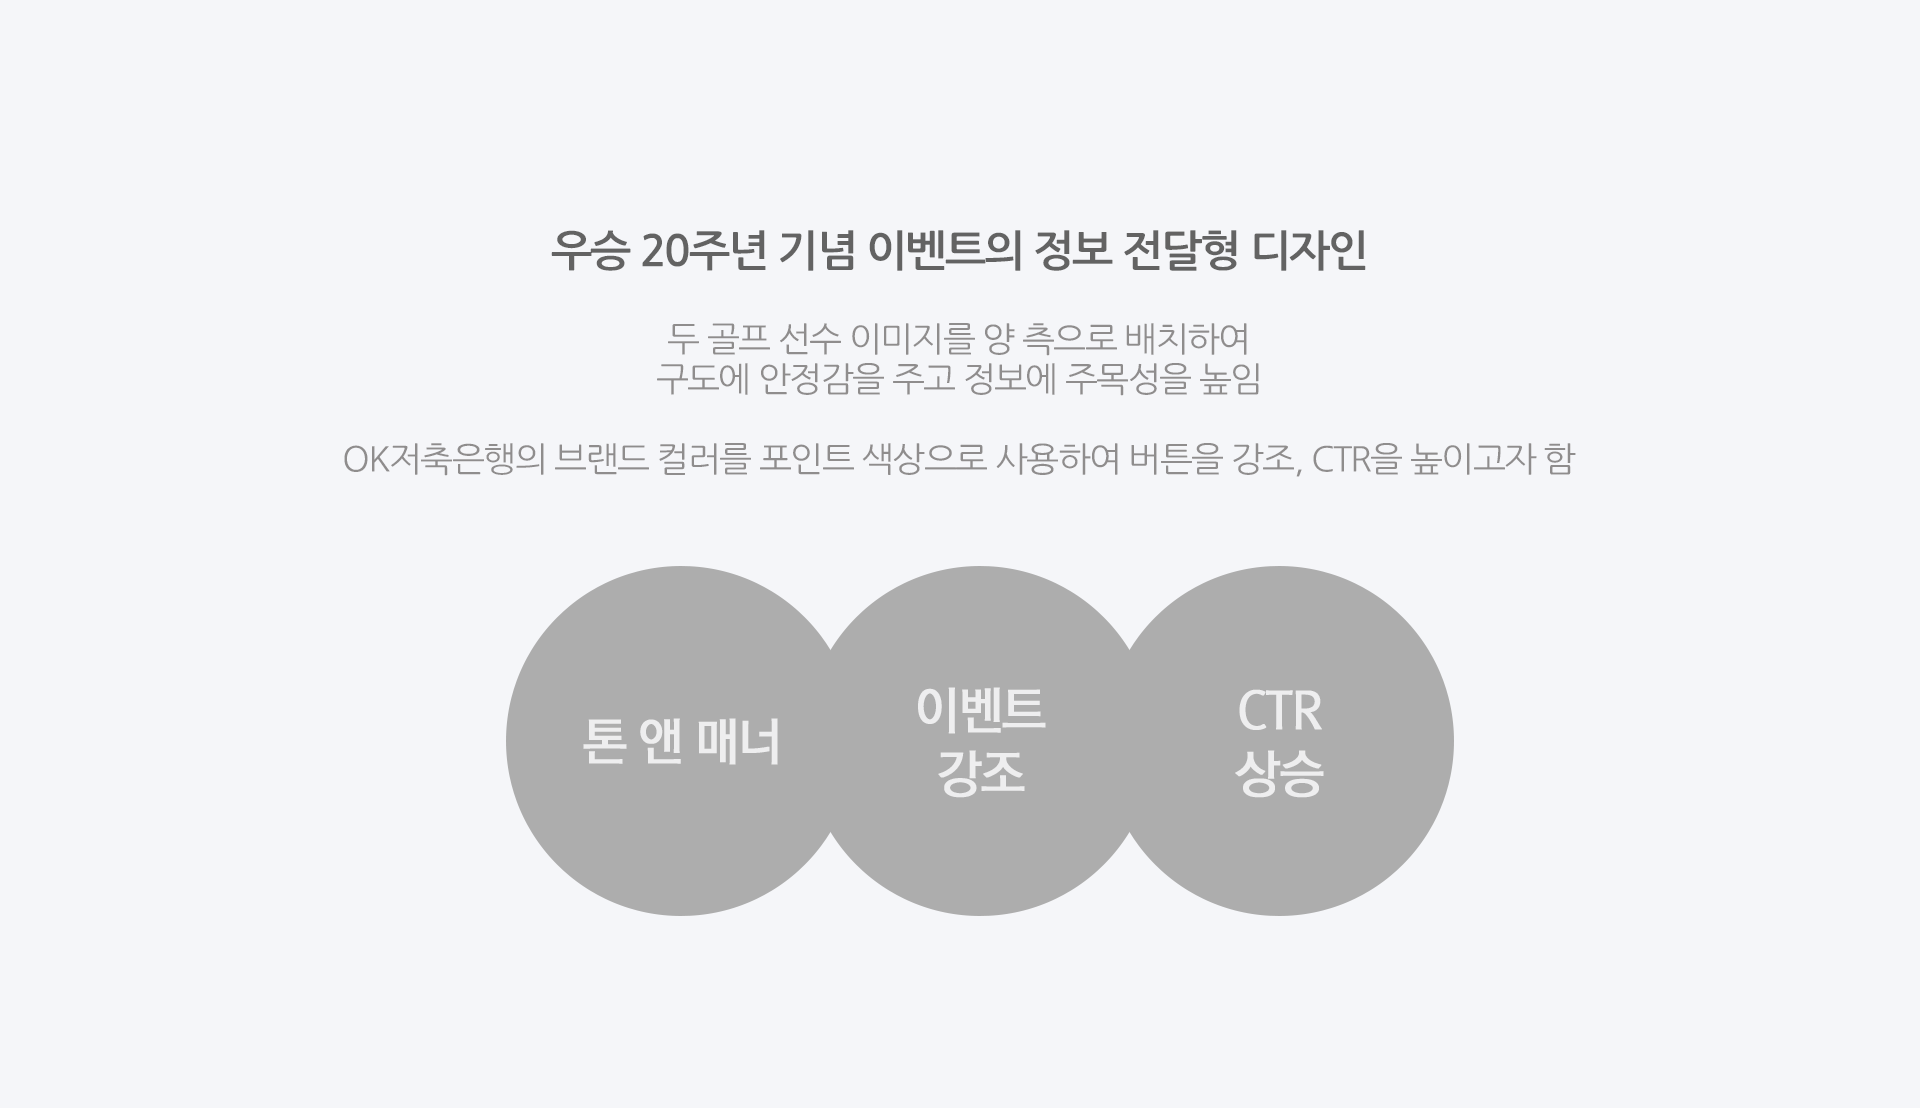 우승 20주년 기념 이벤트의 정보 전달형 디자인
두 골프 선수 이미지를 양 측으로 배치하여
구도에 안정감을 주고 정보에 주목성을 높임
OK저축은행의 브랜드 컬러를 포인트 색상으로 사용하여 버튼을 강조, CTR을 높이고자 함
톤 앤 매너
이벤트
강조
CTR
상승